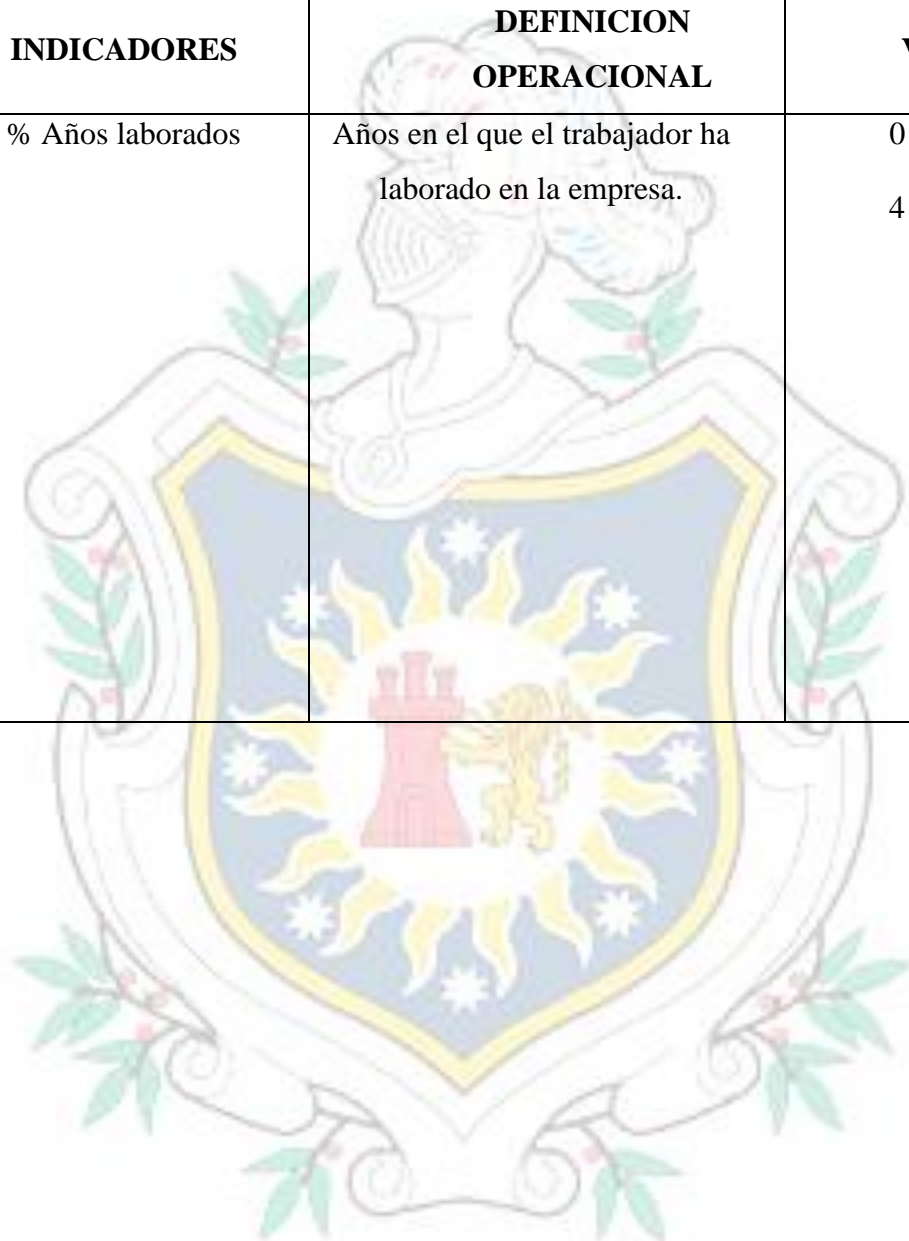 INDICADORES
DEFINICION
OPERACIONAL
V
% Años laborados
Años en el que el trabajador ha
laborado en la empresa.
0
4